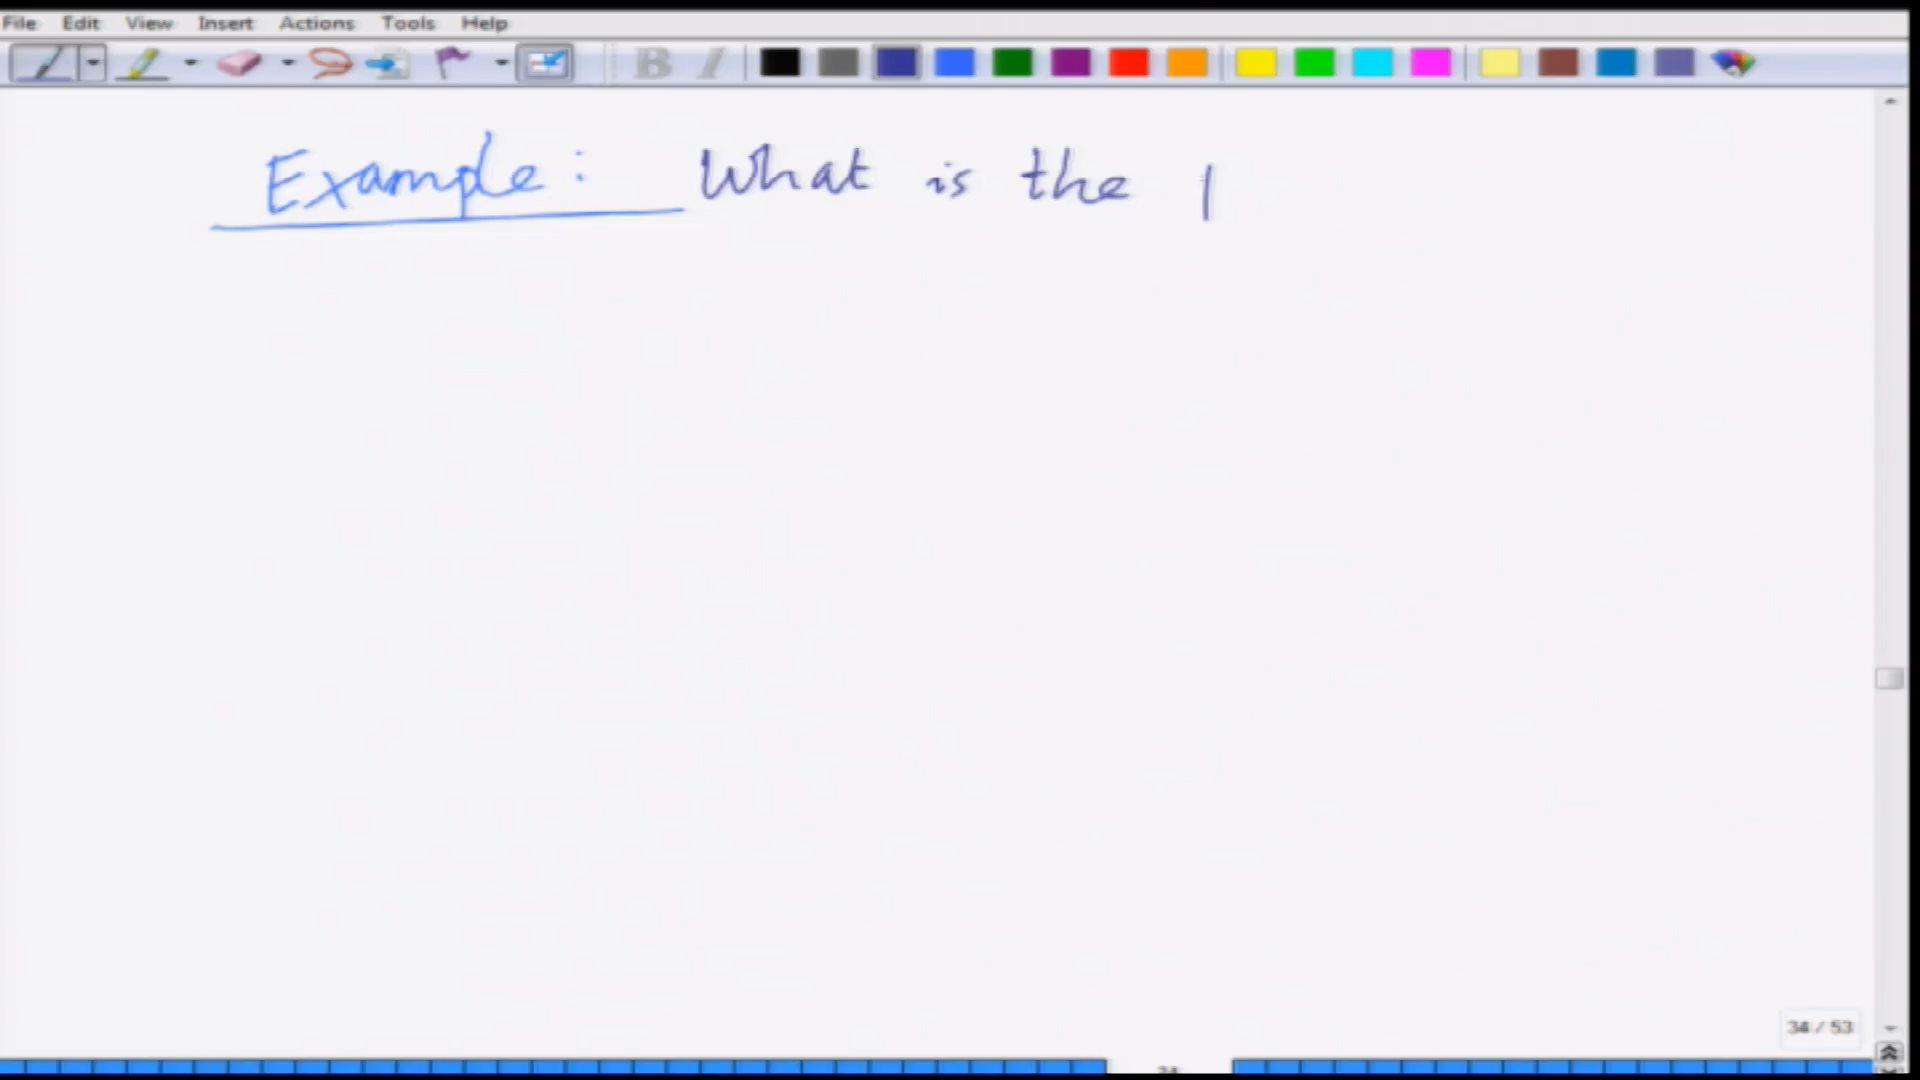 File Edit View Insert Actions Tools Help
B I
Example: What is the
34 / 53